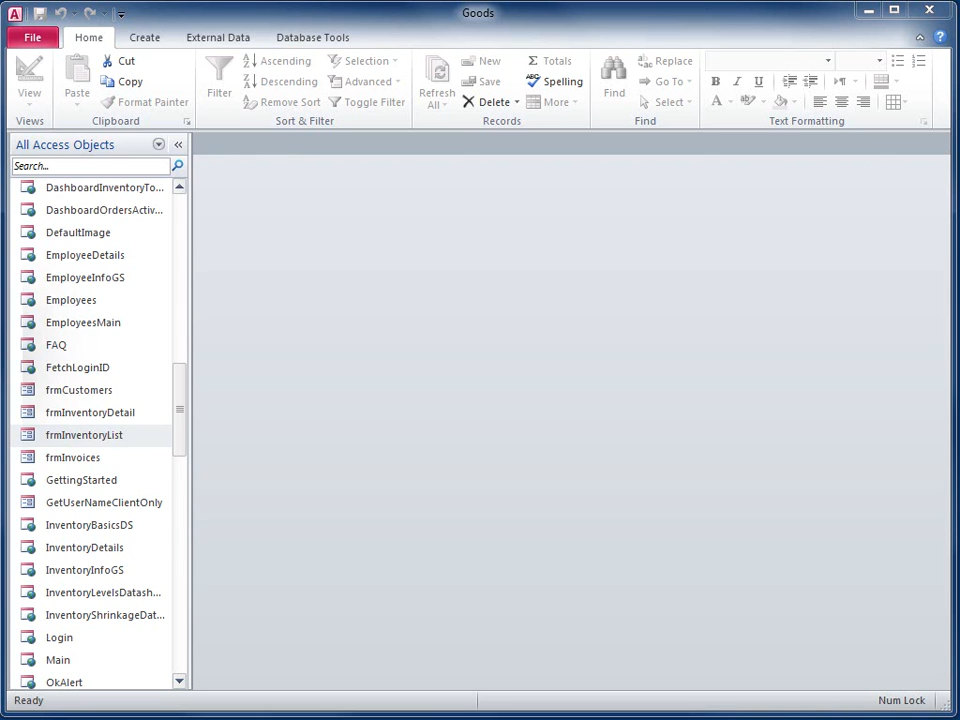 Goods
File Home Create External Data Database Tools
View
Views
Paste
Cut
Copy
Format Painter
Clipboard
Filter
Ascending
Descending
Remove Sort
Selection
Advanced
Toggle Filter
Sort & Filter
Refresh
All
New
Save
Delete
Totals
Spelling
More
Records
Find
Replace
Go To
Select
Find
B I U
A
Text Formatting
All Access Objects
Search...
DashboardInventoryTo...
DashboardOrdersActiv...
DefaultImage
EmployeeDetails
EmployeeInfoGS
Employees
EmployeesMain
FAQ
FetchLoginID
frmCustomers
frmInventoryDetail
frmInventoryList
frmInvoices
GettingStarted
GetUserNameClientOnly
InventoryBasicsDS
InventoryDetails
InventoryInfoGS
InventoryLevelsDatash...
InventoryShrinkageDat...
Login
Main
OkAlert
Ready
Num Lock